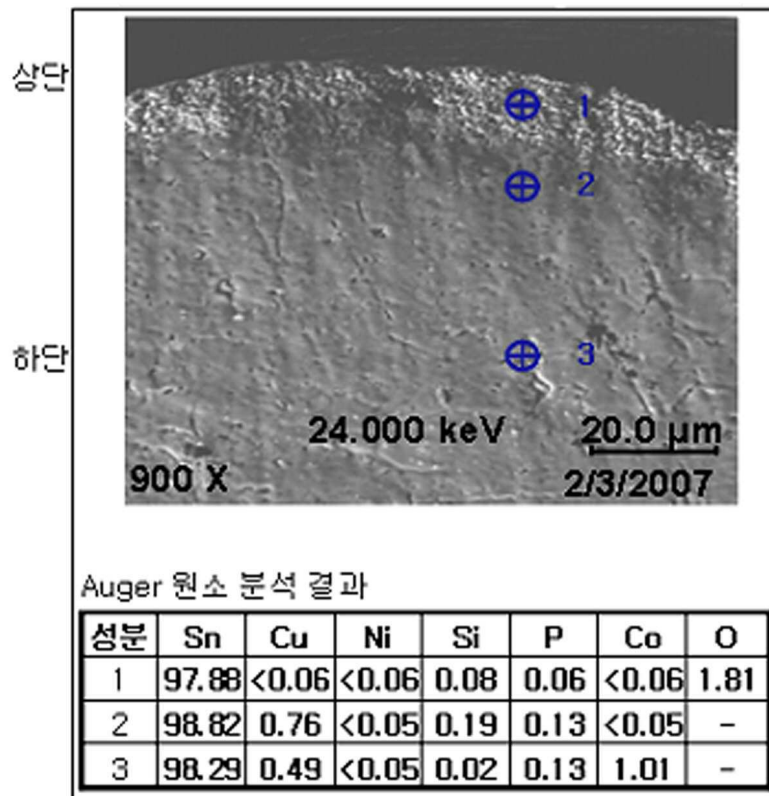 상단
1
2
하단
3
24.000 keV 20.0 µm
900 X 2/3/2007
Auger 원소 분석 결과
성분 Sn Cu Ni Si P Co O
1 97.88 <0.06 <0.06 0.08 0.06 <0.06 1.81
2 98.82 0.76 <0.05 0.19 0.13 <0.05 -
3 98.29 0.49 <0.05 0.02 0.13 1.01 -